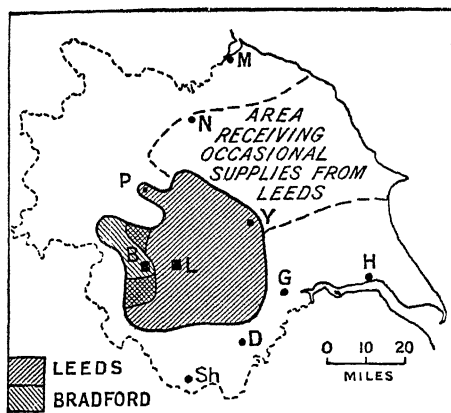 M
N
AREA
RECEIVING
OCCASIONAL
SUPPLIES FROM
LEEDS
P
Y
B
L
G
H
D
Sh
0 10 20
MILES
LEEDS
BRADFORD